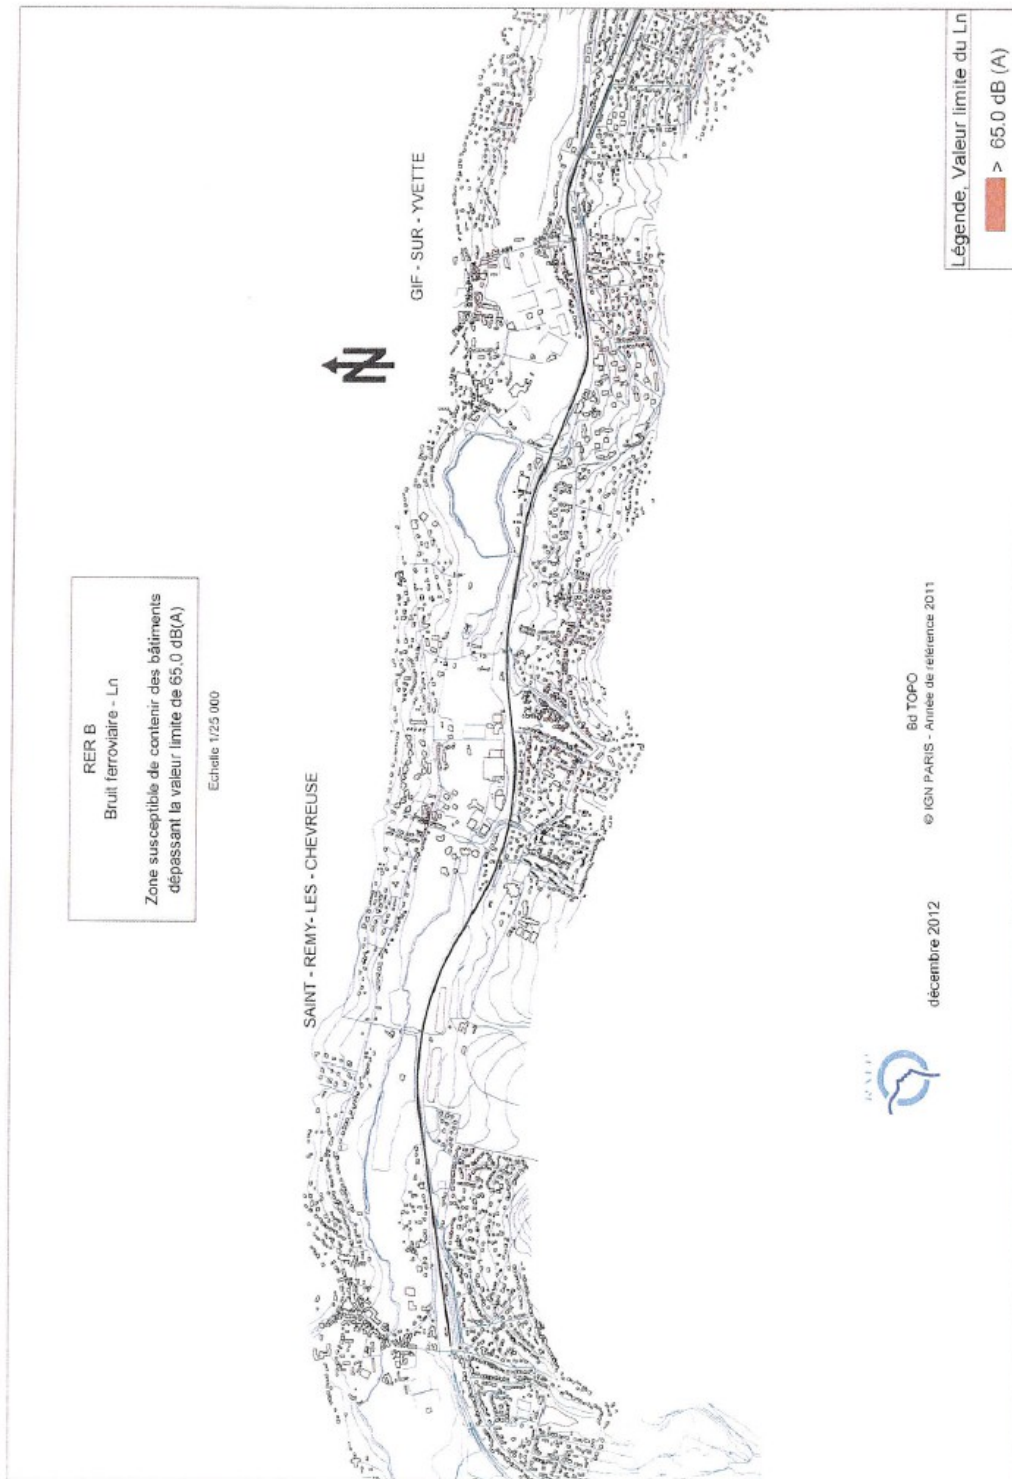 RER B
Bruit ferroviaire - Ln
Zone susceptible de contenir des bâtiments
dépassant la valeur limite de 65,0 dB(A)
Echelle 1/25 000
SAINT - REMY - LES - CHEVREUSE
GIF - SUR - YVETTE
N
décembre 2012
Bd TOPO
© IGN PARIS - Année de référence 2011
Légende, Valeur limite du Ln
> 65.0 dB (A)
RATP